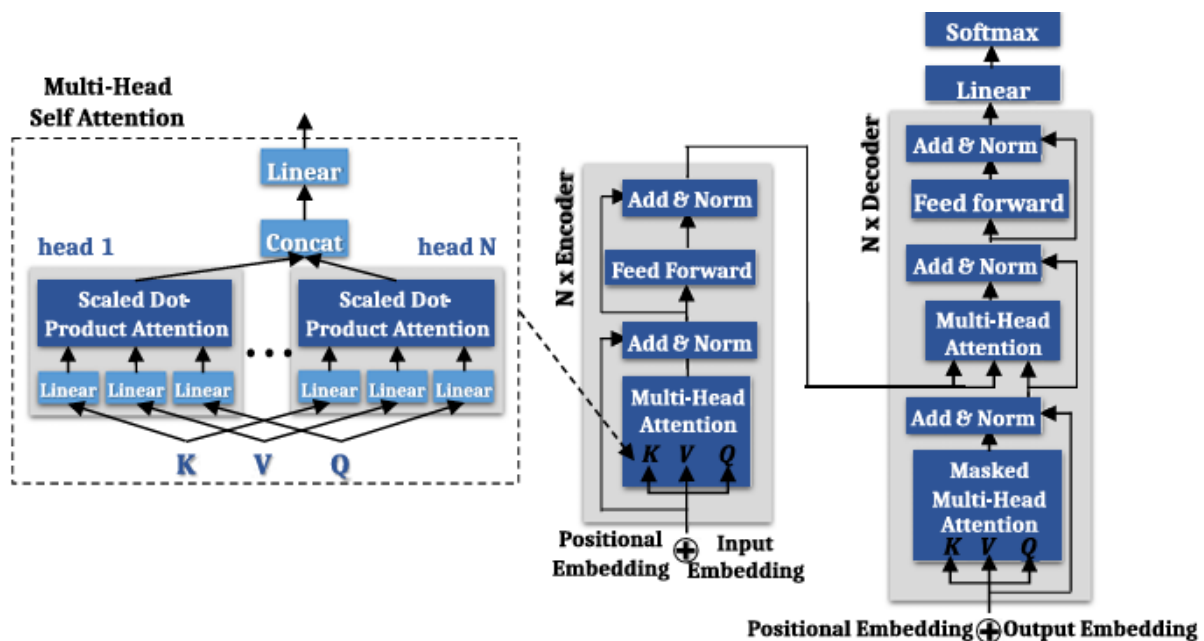 Multi-Head
Self Attention
Linear
Concat
head 1
head N
Scaled Dot-
Product Attention
Scaled Dot-
Product Attention
• • •
Linear
Linear
Linear
Linear
Linear
Linear
K
V
Q
N x Encoder
Add & Norm
Feed Forward
Add & Norm
Multi-Head
Attention
K
V
Q
Positional
Embedding
Input
Embedding
Softmax
Linear
N x Decoder
Add & Norm
Feed forward
Add & Norm
Multi-Head
Attention
Add & Norm
Masked
Multi-Head
Attention
K
V
Q
Positional Embedding
Output Embedding